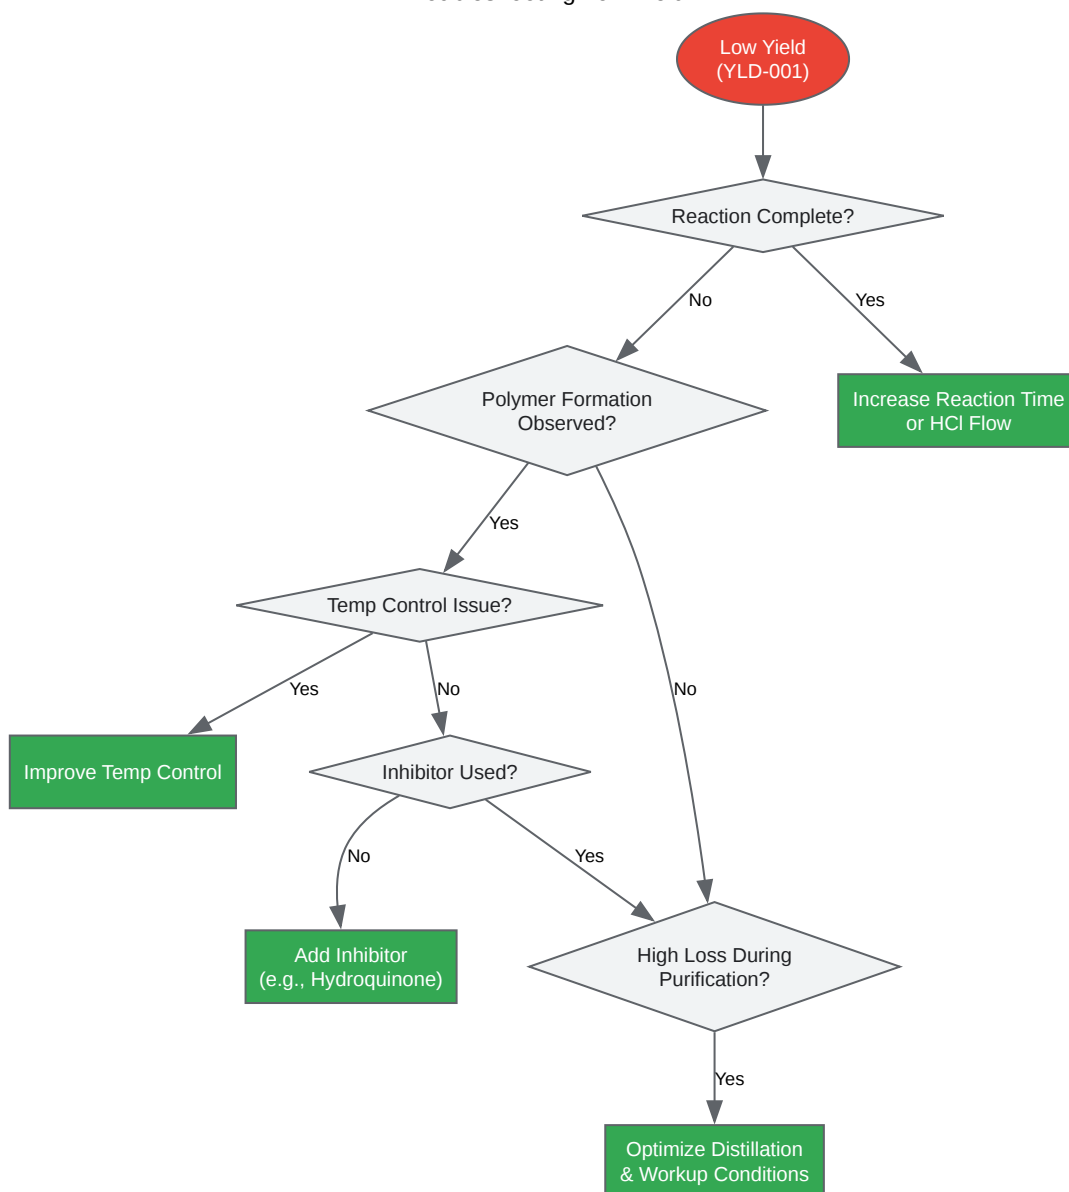 Low Yield
(YLD-001)
Reaction Complete?
No
Yes
Polymer Formation
Observed?
Increase Reaction Time
or HCl Flow
Yes
Temp Control Issue?
Yes
No
No
Improve Temp Control
Inhibitor Used?
No
Yes
Add Inhibitor
(e.g., Hydroquinone)
High Loss During
Purification?
Yes
Optimize Distillation
& Workup Conditions